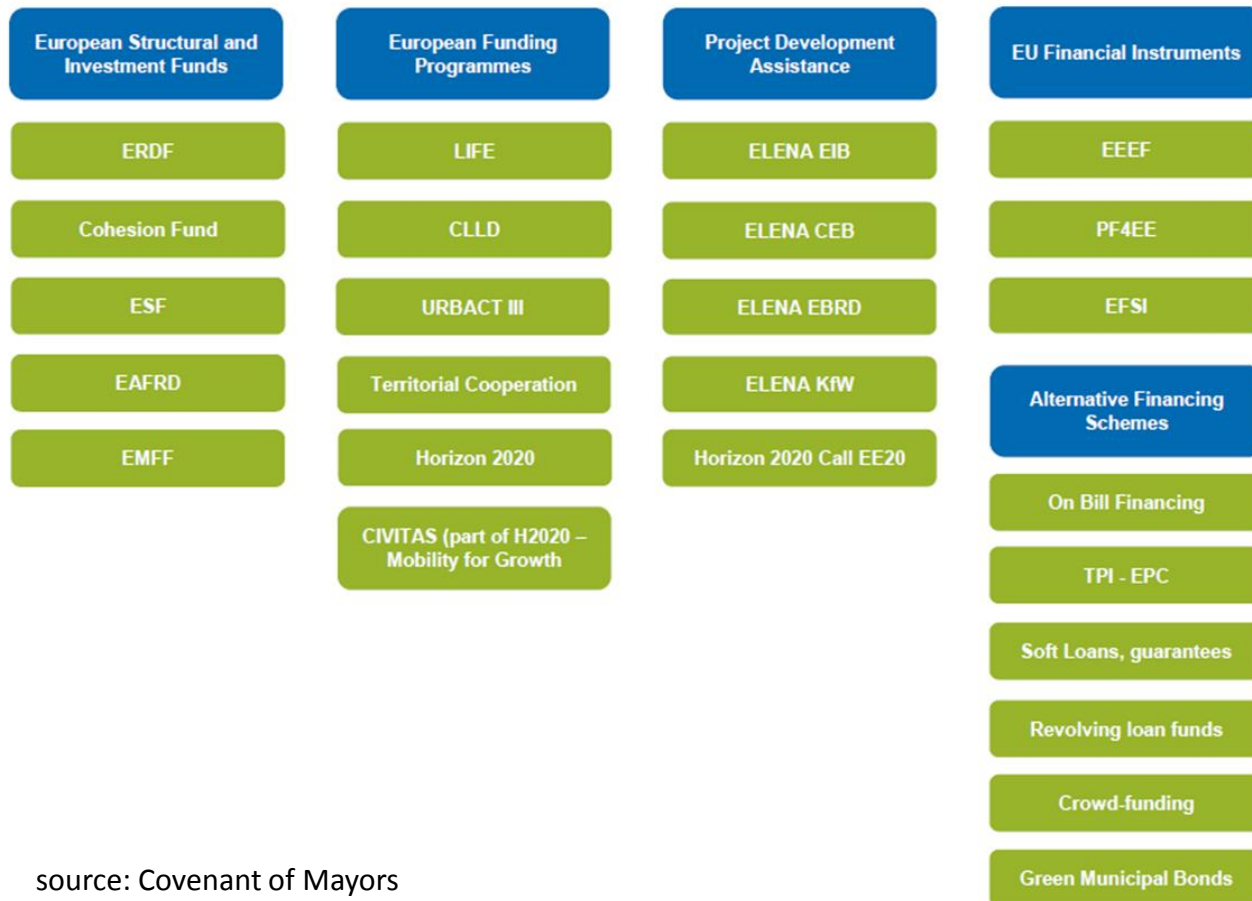 European Structural and
Investment Funds
ERDF
Cohesion Fund
ESF
EAFRD
EMFF
European Funding
Programmes
LIFE
CLLD
URBACT III
Territorial Cooperation
Horizon 2020
CIVITAS (part of H2020 –
Mobility for Growth
Project Development
Assistance
ELENA EIB
ELENA CEB
ELENA EBRD
ELENA KfW
Horizon 2020 Call EE20
EU Financial Instruments
EEEF
PF4EE
EFSI
Alternative Financing
Schemes
On Bill Financing
TPI - EPC
Soft Loans, guarantees
Revolving loan funds
Crowd-funding
Green Municipal Bonds
source: Covenant of Mayors